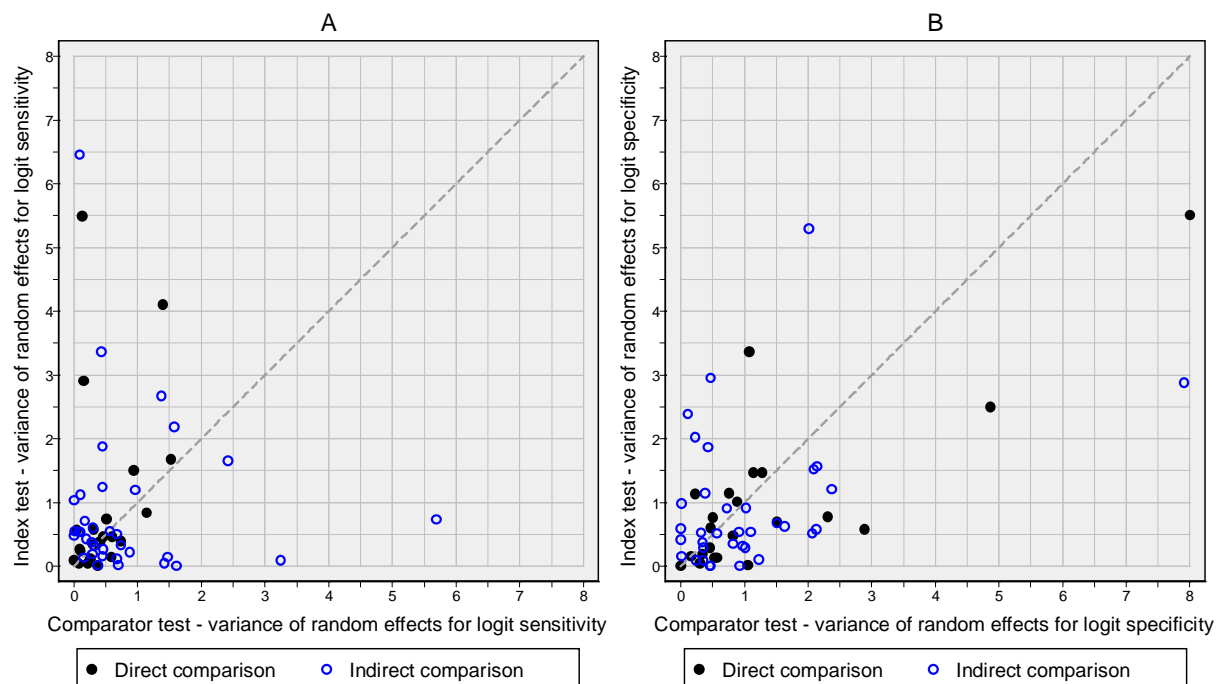 A
Index test - variance of random effects for logit sensitivity
8
7
6
5
4
3
2
1
0
0 1 2 3 4 5 6 7 8
Comparator test - variance of random effects for logit sensitivity
Direct comparison Indirect comparison
B
Index test - variance of random effects for logit specificity
8
7
6
5
4
3
2
1
0
0 1 2 3 4 5 6 7 8
Comparator test - variance of random effects for logit specificity
Direct comparison Indirect comparison